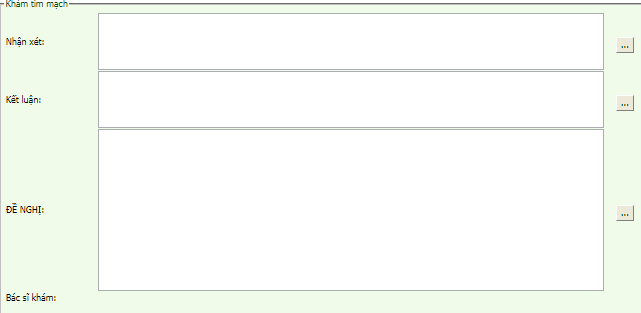 Khám tim mạch
Nhận xét:
...
Kết luận:
...
ĐỀ NGHỊ:
...
Bác sĩ khám: